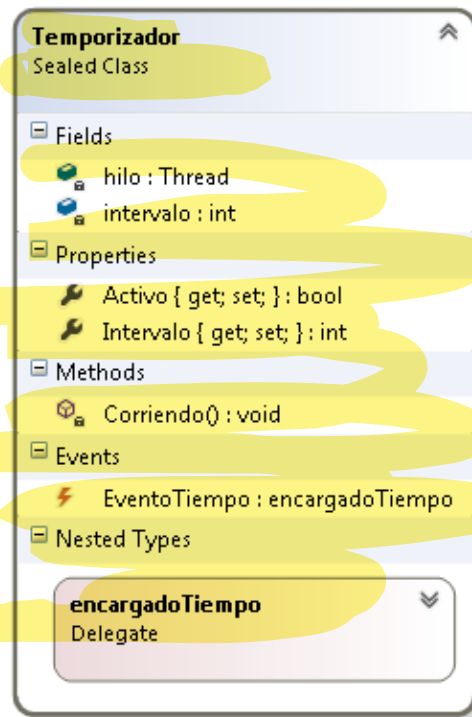 Temporizador
Sealed Class
Fields
hilo : Thread
intervalo : int
Properties
Activo { get; set; } : bool
Intervalo { get; set; } : int
Methods
Corriendo() : void
Events
EventoTiempo : encargadoTiempo
Nested Types
encargadoTiempo
Delegate